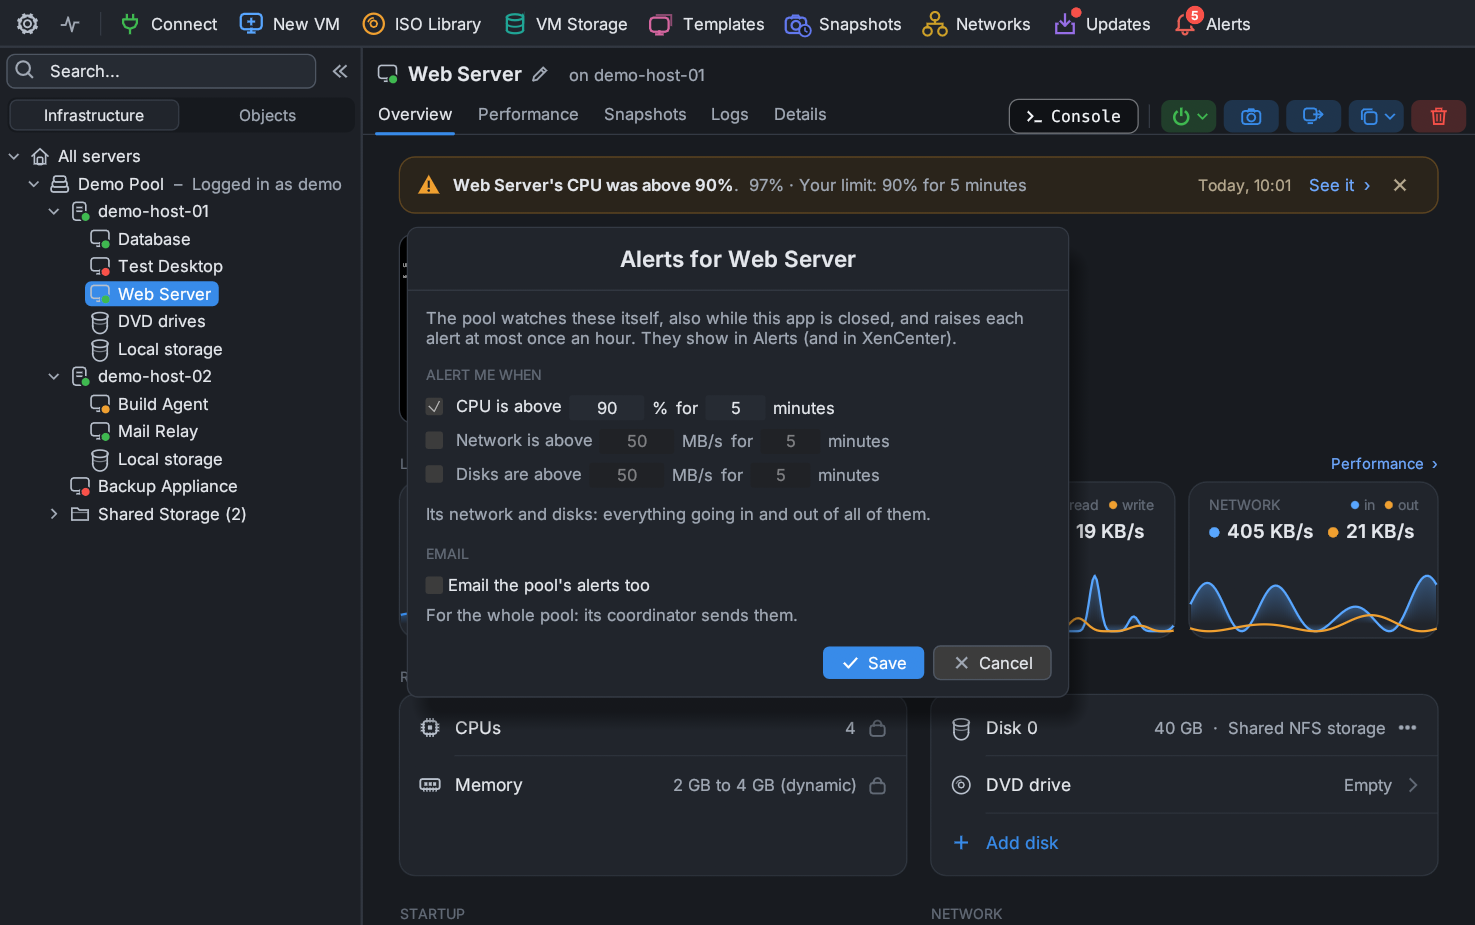 Connect
New VM
ISO Library
VM Storage
Templates
Snapshots
Networks
Updates
5
Alerts
Search...
Infrastructure
Objects
All servers
Demo Pool – Logged in as demo
demo-host-01
Database
Test Desktop
Web Server
DVD drives
Local storage
demo-host-02
Build Agent
Mail Relay
Local storage
Backup Appliance
Shared Storage (2)
Web Server on demo-host-01
Overview
Performance
Snapshots
Logs
Details
>_ Console
Web Server's CPU was above 90%. 97% · Your limit: 90% for 5 minutes
Today, 10:01 See it ›
Alerts for Web Server
The pool watches these itself, also while this app is closed, and raises each
alert at most once an hour. They show in Alerts (and in XenCenter).
ALERT ME WHEN
CPU is above 90 % for 5 minutes
Network is above 50 MB/s for 5 minutes
Disks are above 50 MB/s for 5 minutes
Its network and disks: everything going in and out of all of them.
EMAIL
Email the pool's alerts too
For the whole pool: its coordinator sends them.
Save
Cancel
Performance ›
read write
19 KB/s
NETWORK in out
405 KB/s 21 KB/s
CPUs 4
Memory 2 GB to 4 GB (dynamic)
Disk 0 40 GB · Shared NFS storage
DVD drive Empty
+ Add disk
STARTUP
NETWORK